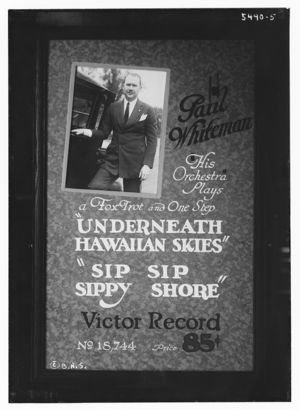 5440-5
Paul
Whiteman
His
Orchestra
Plays
a Fox Trot and One Step
"UNDERNEATH
HAWAIIAN SKIES"
"SIP SIP
SIPPY SHORE"
Victor Record
No 18,744 Price 85¢
© B.N.S.